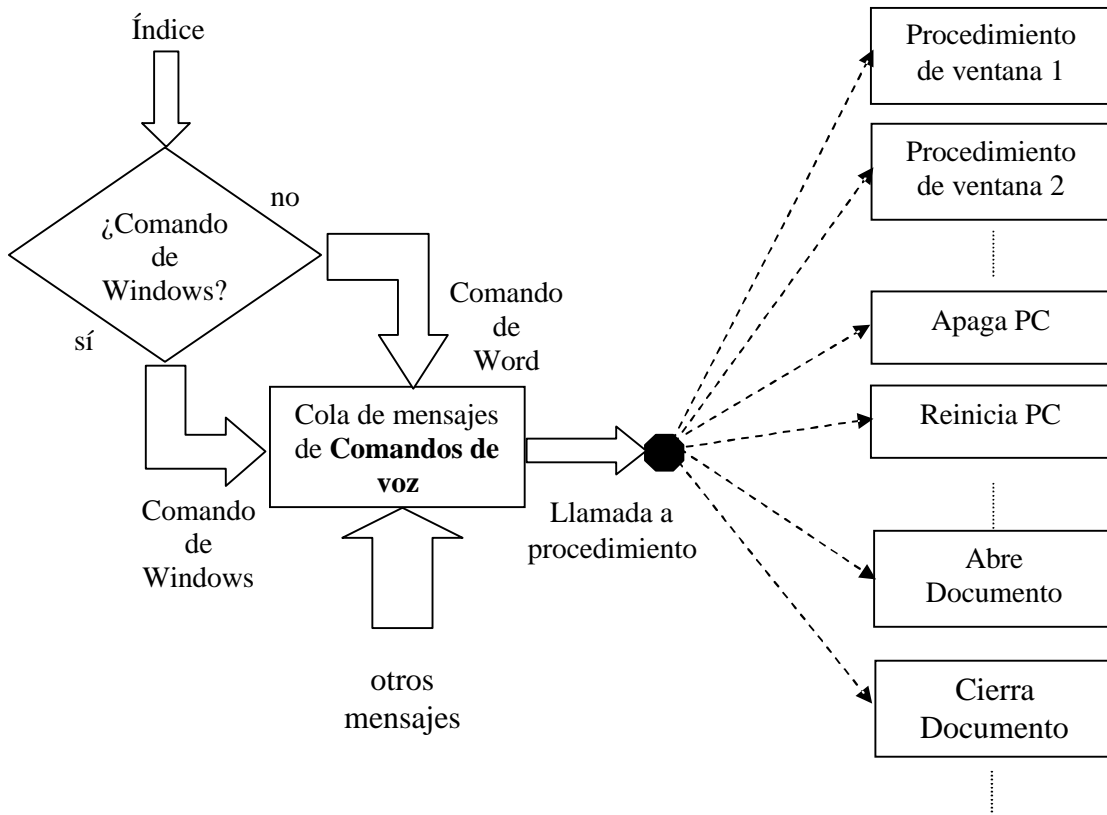 Índice
¿Comando
de
Windows?
no
sí
Comando
de
Word
Comando
de
Windows
Cola de mensajes
de Comandos de
voz
otros
mensajes
Llamada a
procedimiento
Procedimiento
de ventana 1
Procedimiento
de ventana 2
Apaga PC
Reinicia PC
Abre
Documento
Cierra
Documento